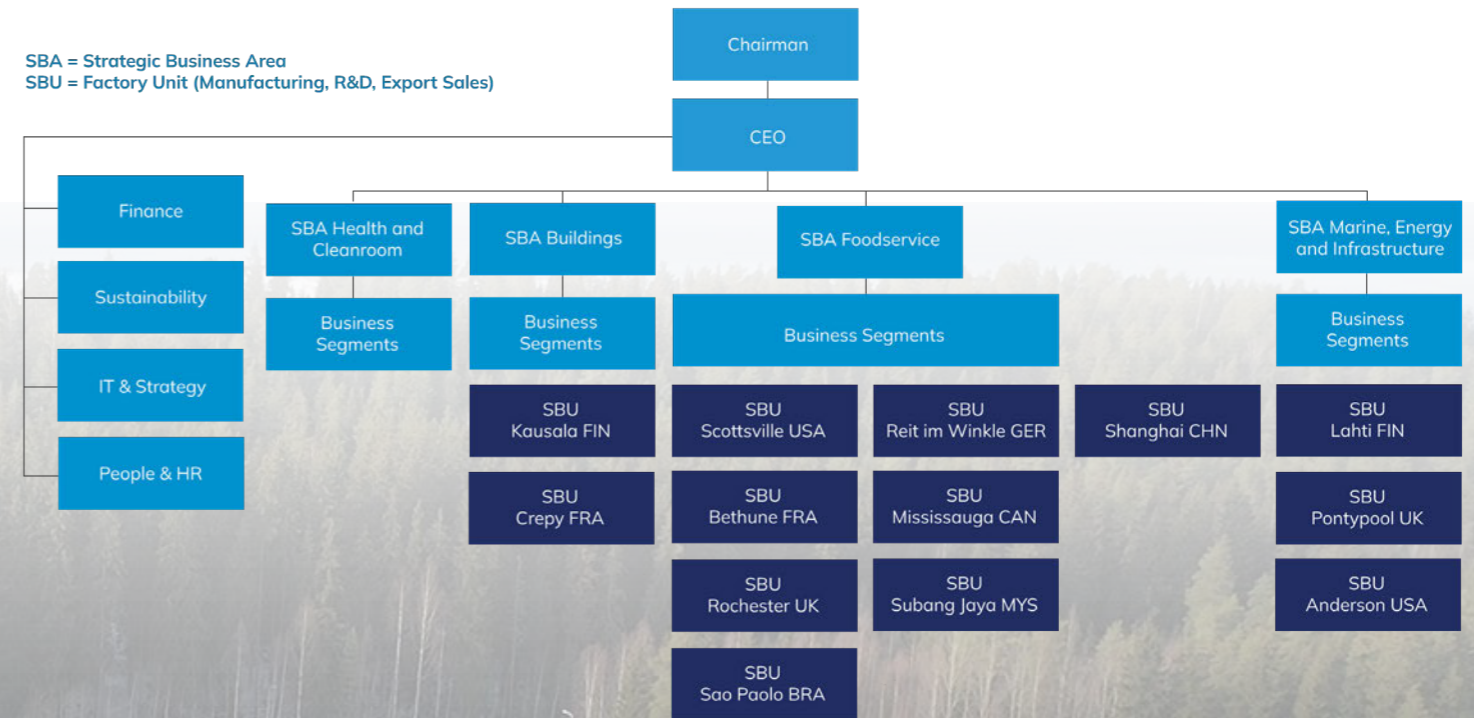 SBA = Strategic Business Area
SBU = Factory Unit (Manufacturing, R&D, Export Sales)
Chairman
CEO
Finance
Sustainability
IT & Strategy
People & HR
SBA Health and
Cleanroom
Business
Segments
SBA Buildings
Business
Segments
SBU
Kausala FIN
SBU
Crepy FRA
SBA Foodservice
Business Segments
SBU
Scottsville USA
SBU
Bethune FRA
SBU
Rochester UK
SBU
Sao Paolo BRA
SBU
Reit im Winkle GER
SBU
Mississauga CAN
SBU
Subang Jaya MYS
SBU
Shanghai CHN
SBA Marine, Energy
and Infrastructure
Business
Segments
SBU
Lahti FIN
SBU
Pontypool UK
SBU
Anderson USA